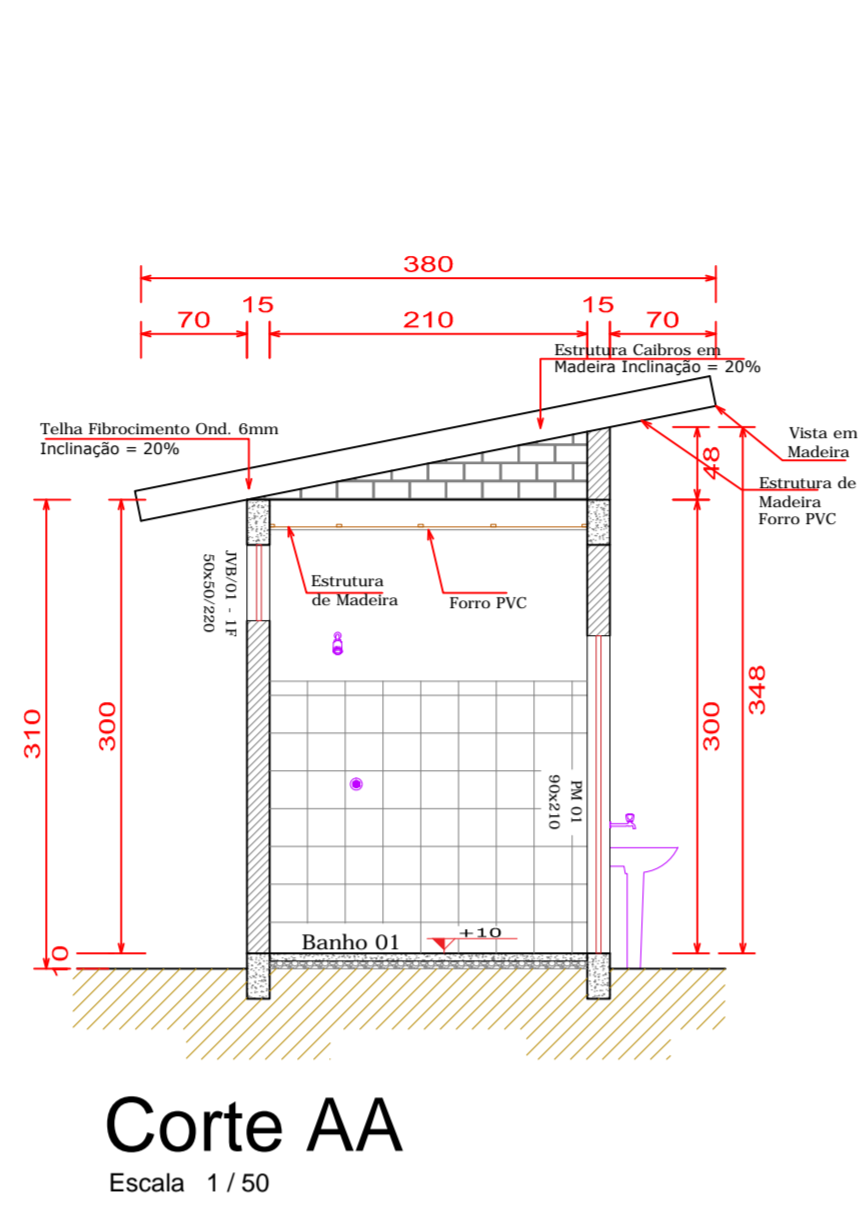 380
15
15
70
210
70
Estrutura Caibros em
Madeira Inclinação = 20%
Telha Fibrocimento Ond. 6mm
Inclinação = 20%
Vista em
Madeira
48
Estrutura de
Madeira
Forro PVC
JVB/01 - 1F
50x50/220
Estrutura
de Madeira
Forro PVC
310
300
300
348
PM 01
90x210
Banho 01
+10
10
Corte AA
Escala 1 / 50